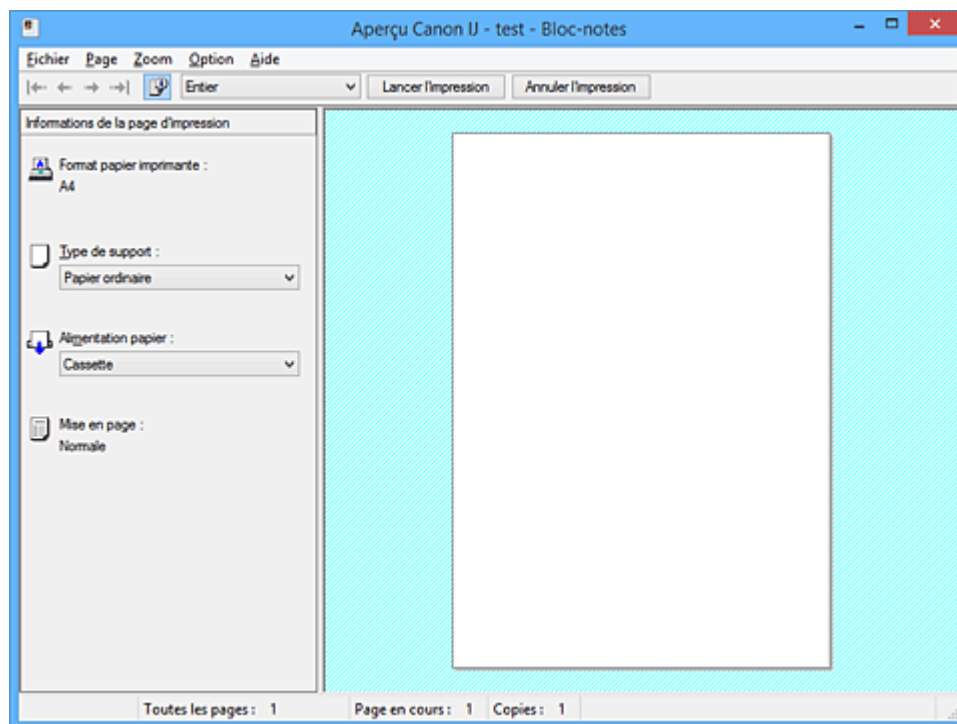 Aperçu Canon IJ - test - Bloc-notes
Fichier Page Zoom Option Aide
Entier Lancer l'impression Annuler l'impression
Informations de la page d'impression
Format papier imprimante :
A4
Type de support :
Papier ordinaire
Alimentation papier :
Cassette
Mise en page :
Normale
Toutes les pages : 1 Page en cours : 1 Copies : 1